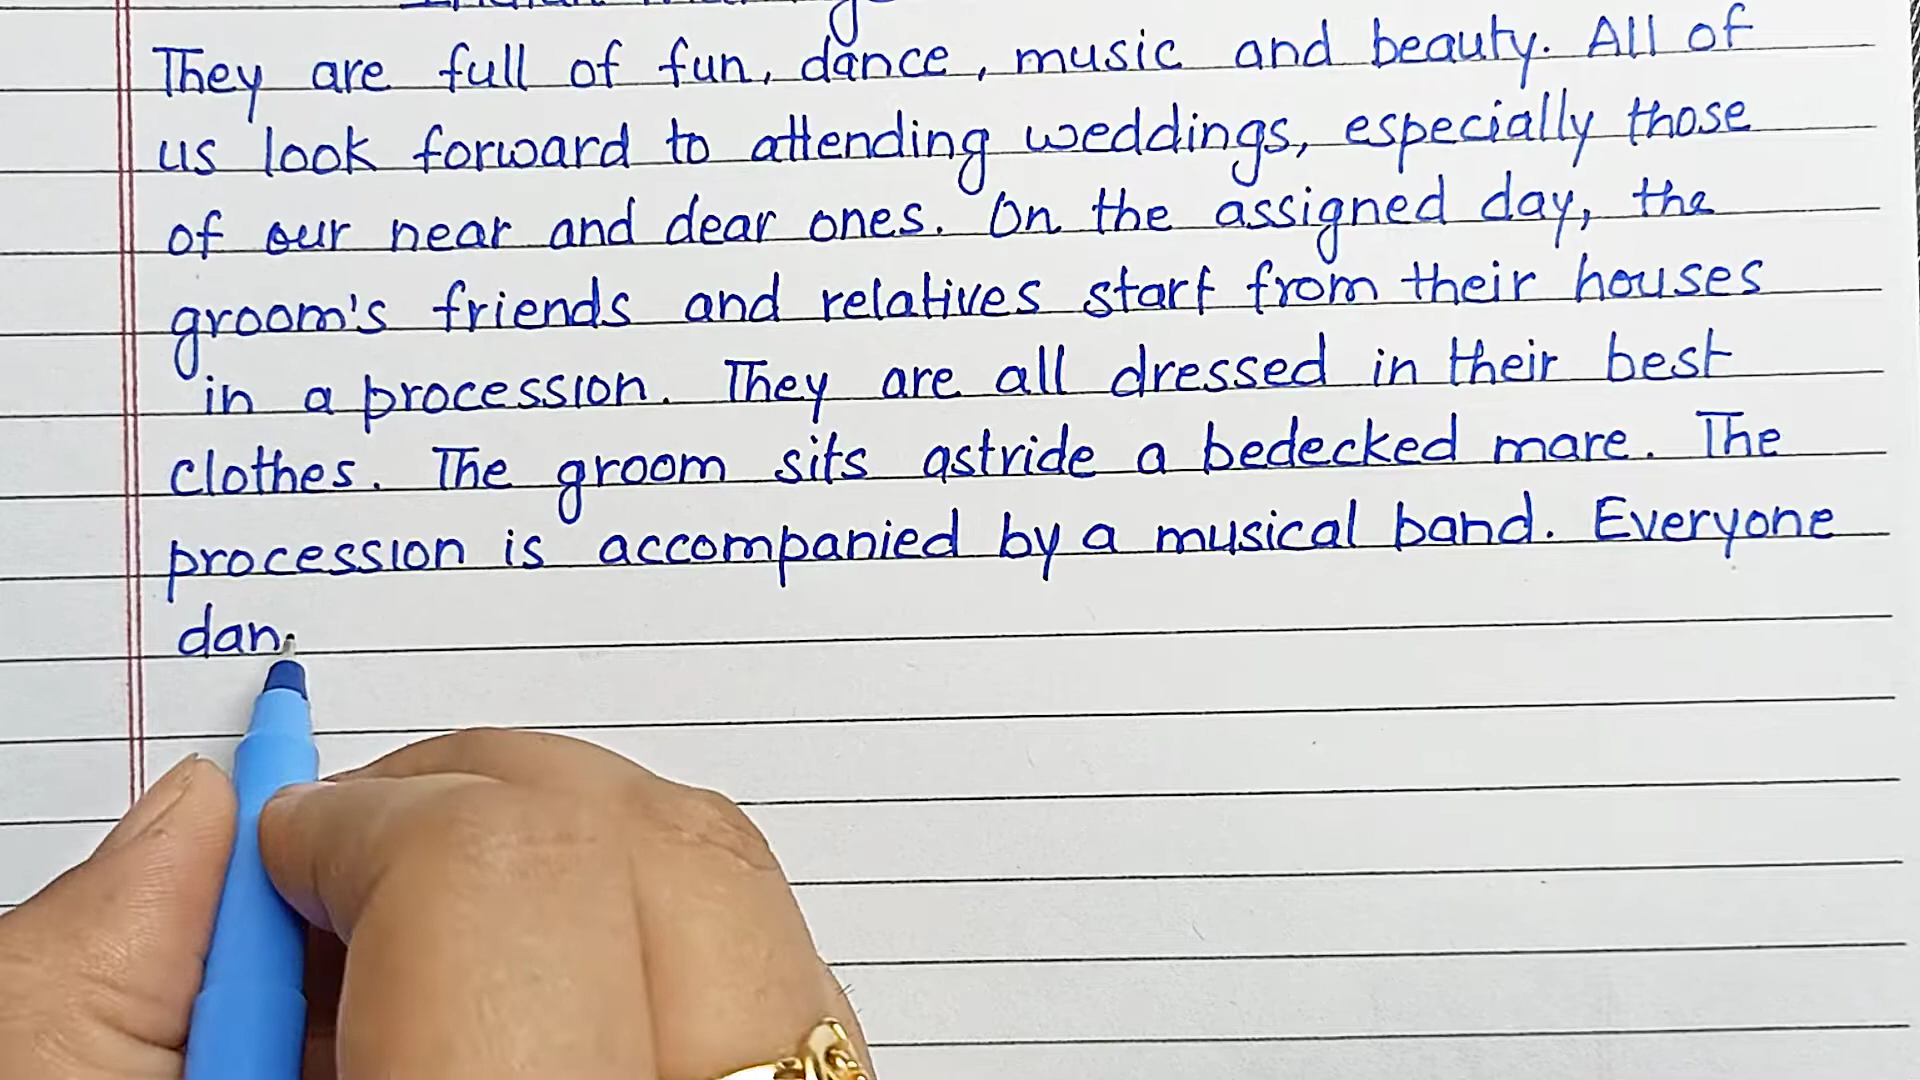 They are full of fun, dance, music and beauty. All of
us look forward to attending weddings, especially those
of our near and dear ones. On the assigned day, the
groom's friends and relatives start from their houses
in a procession. They are all dressed in their best
clothes. The groom sits astride a bedecked mare. The
procession is accompanied by a musical band. Everyone
dan